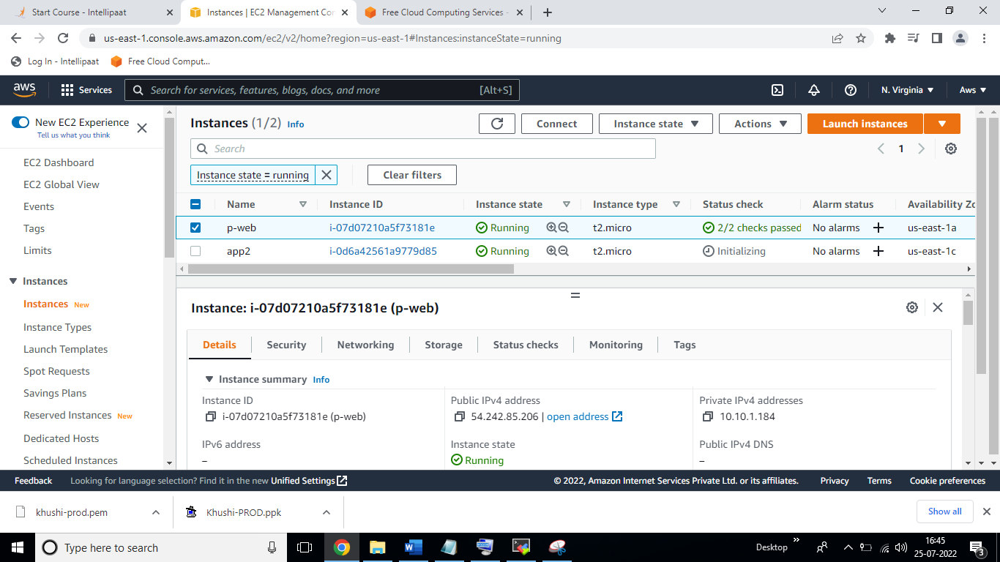 Start Course - Intellipaat
Instances | EC2 Management Con
Free Cloud Computing Services -
us-east-1.console.aws.amazon.com/ec2/v2/home?region=us-east-1#Instances:instanceState=running
Log In - Intellipaat
Free Cloud Comput...
aws
Services
Search for services, features, blogs, docs, and more
[Alt+S]
N. Virginia
Aws
New EC2 Experience
Tell us what you think
EC2 Dashboard
EC2 Global View
Events
Tags
Limits
Instances
Instances New
Instance Types
Launch Templates
Spot Requests
Savings Plans
Reserved Instances New
Dedicated Hosts
Scheduled Instances
Instances (1/2) Info
Connect
Instance state
Actions
Launch instances
Search
1
Instance state = running
Clear filters
Name Instance ID Instance state Instance type Status check Alarm status Availability Zo
p-web i-07d07210a5f73181e Running t2.micro 2/2 checks passed No alarms us-east-1a
app2 i-0d6a42561a9779d85 Running t2.micro Initializing No alarms us-east-1c
Instance: i-07d07210a5f73181e (p-web)
Details Security Networking Storage Status checks Monitoring Tags
Instance summary Info
Instance ID
i-07d07210a5f73181e (p-web)
Public IPv4 address
54.242.85.206 | open address
Private IPv4 addresses
10.10.1.184
IPv6 address
–
Instance state
Running
Public IPv4 DNS
–
Feedback
Looking for language selection? Find it in the new Unified Settings
© 2022, Amazon Internet Services Private Ltd. or its affiliates.
Privacy
Terms
Cookie preferences
khushi-prod.pem
Khushi-PROD.ppk
Show all
Type here to search
Desktop
16:45
25-07-2022
3